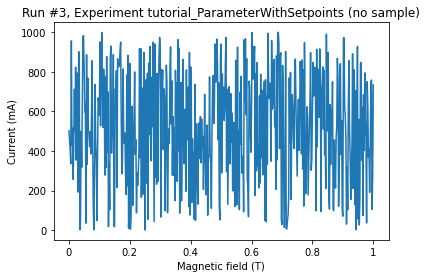 Run #3, Experiment tutorial_ParameterWithSetpoints (no sample)
1000
800
600
400
200
0
Current (mA)
0 0.2 0.4 0.6 0.8 1
Magnetic field (T)